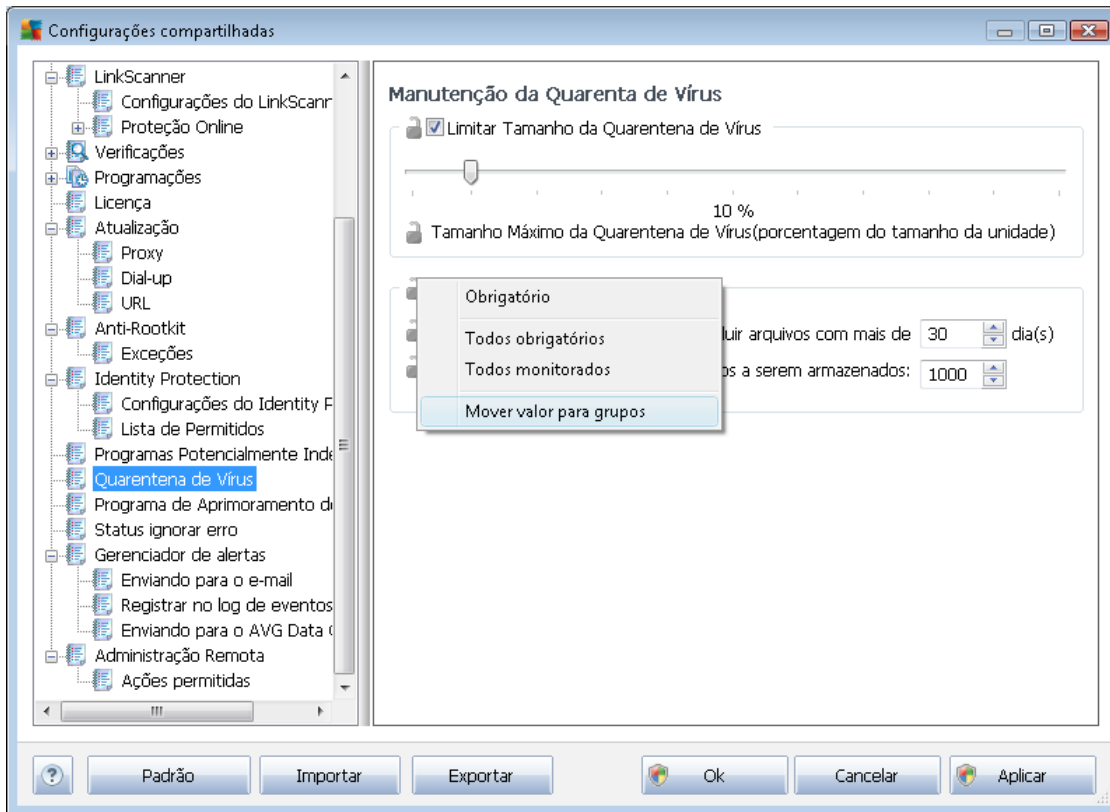 Configurações compartilhadas
LinkScanner
Configurações do LinkScanr
Proteção Online
Verificações
Programações
Licença
Atualização
Proxy
Dial-up
URL
Anti-Rootkit
Exceções
Identity Protection
Configurações do Identity P
Lista de Permitidos
Programas Potencialmente Inde
Quarentena de Vírus
Programa de Aprimoramento de
Status ignorar erro
Gerenciador de alertas
Enviando para o e-mail
Registrar no log de eventos
Enviando para o AVG Data
Administração Remota
Ações permitidas
Manutenção da Quarenta de Vírus
Limitar Tamanho da Quarentena de Vírus
10 %
Tamanho Máximo da Quarentena de Vírus(porcentagem do tamanho da unidade)
Obrigatório
Todos obrigatórios
Todos monitorados
Mover valor para grupos
luir arquivos com mais de 30 dia(s)
os a serem armazenados: 1000
? Padrão Importar Exportar Ok Cancelar Aplicar